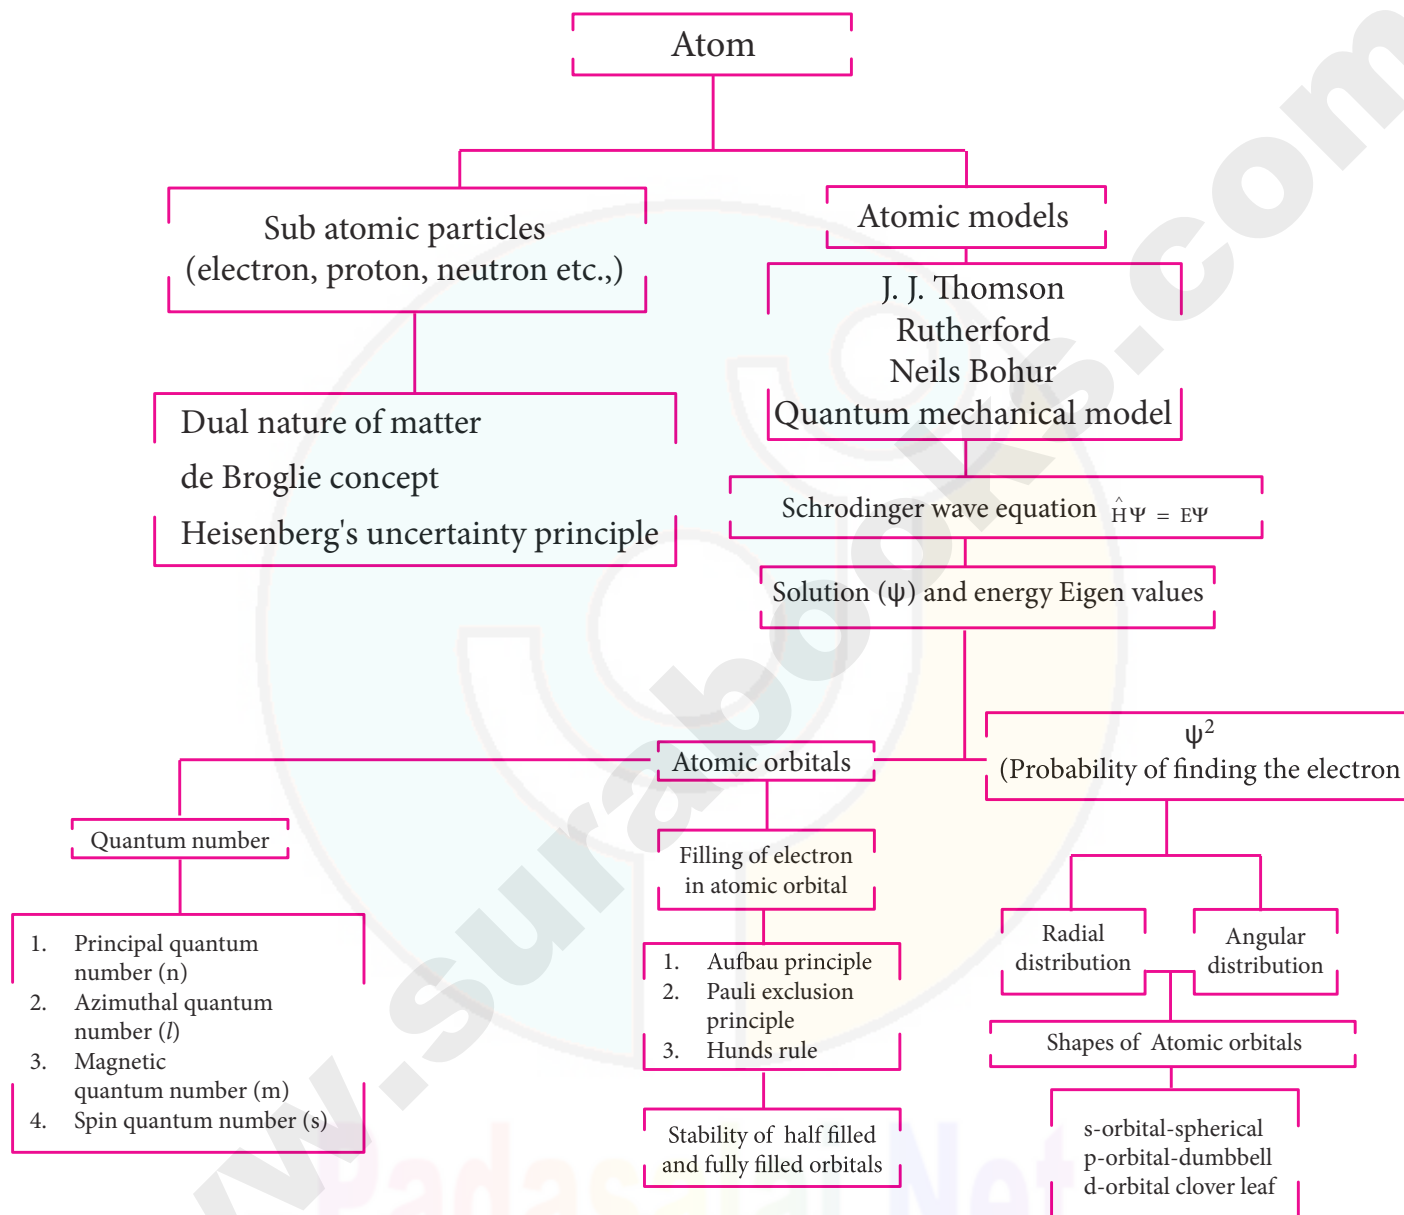 Atom
Sub atomic particles
(electron, proton, neutron etc.,)
Atomic models
J. J. Thomson
Rutherford
Neils Bohur
Quantum mechanical model
Dual nature of matter
de Broglie concept
Heisenberg's uncertainty principle
Schrodinger wave equation ĤΨ = EΨ
Solution (ψ) and energy Eigen values
Atomic orbitals
ψ²
(Probability of finding the electron
Quantum number
1. Principal quantum
number (n)
2. Azimuthal quantum
number (l)
3. Magnetic
quantum number (m)
4. Spin quantum number (s)
Filling of electron
in atomic orbital
1. Aufbau principle
2. Pauli exclusion
principle
3. Hunds rule
Stability of half filled
and fully filled orbitals
Radial
distribution
Angular
distribution
Shapes of Atomic orbitals
s-orbital-spherical
p-orbital-dumbbell
d-orbital clover leaf
w.surabooks.com
Padasalai.Net